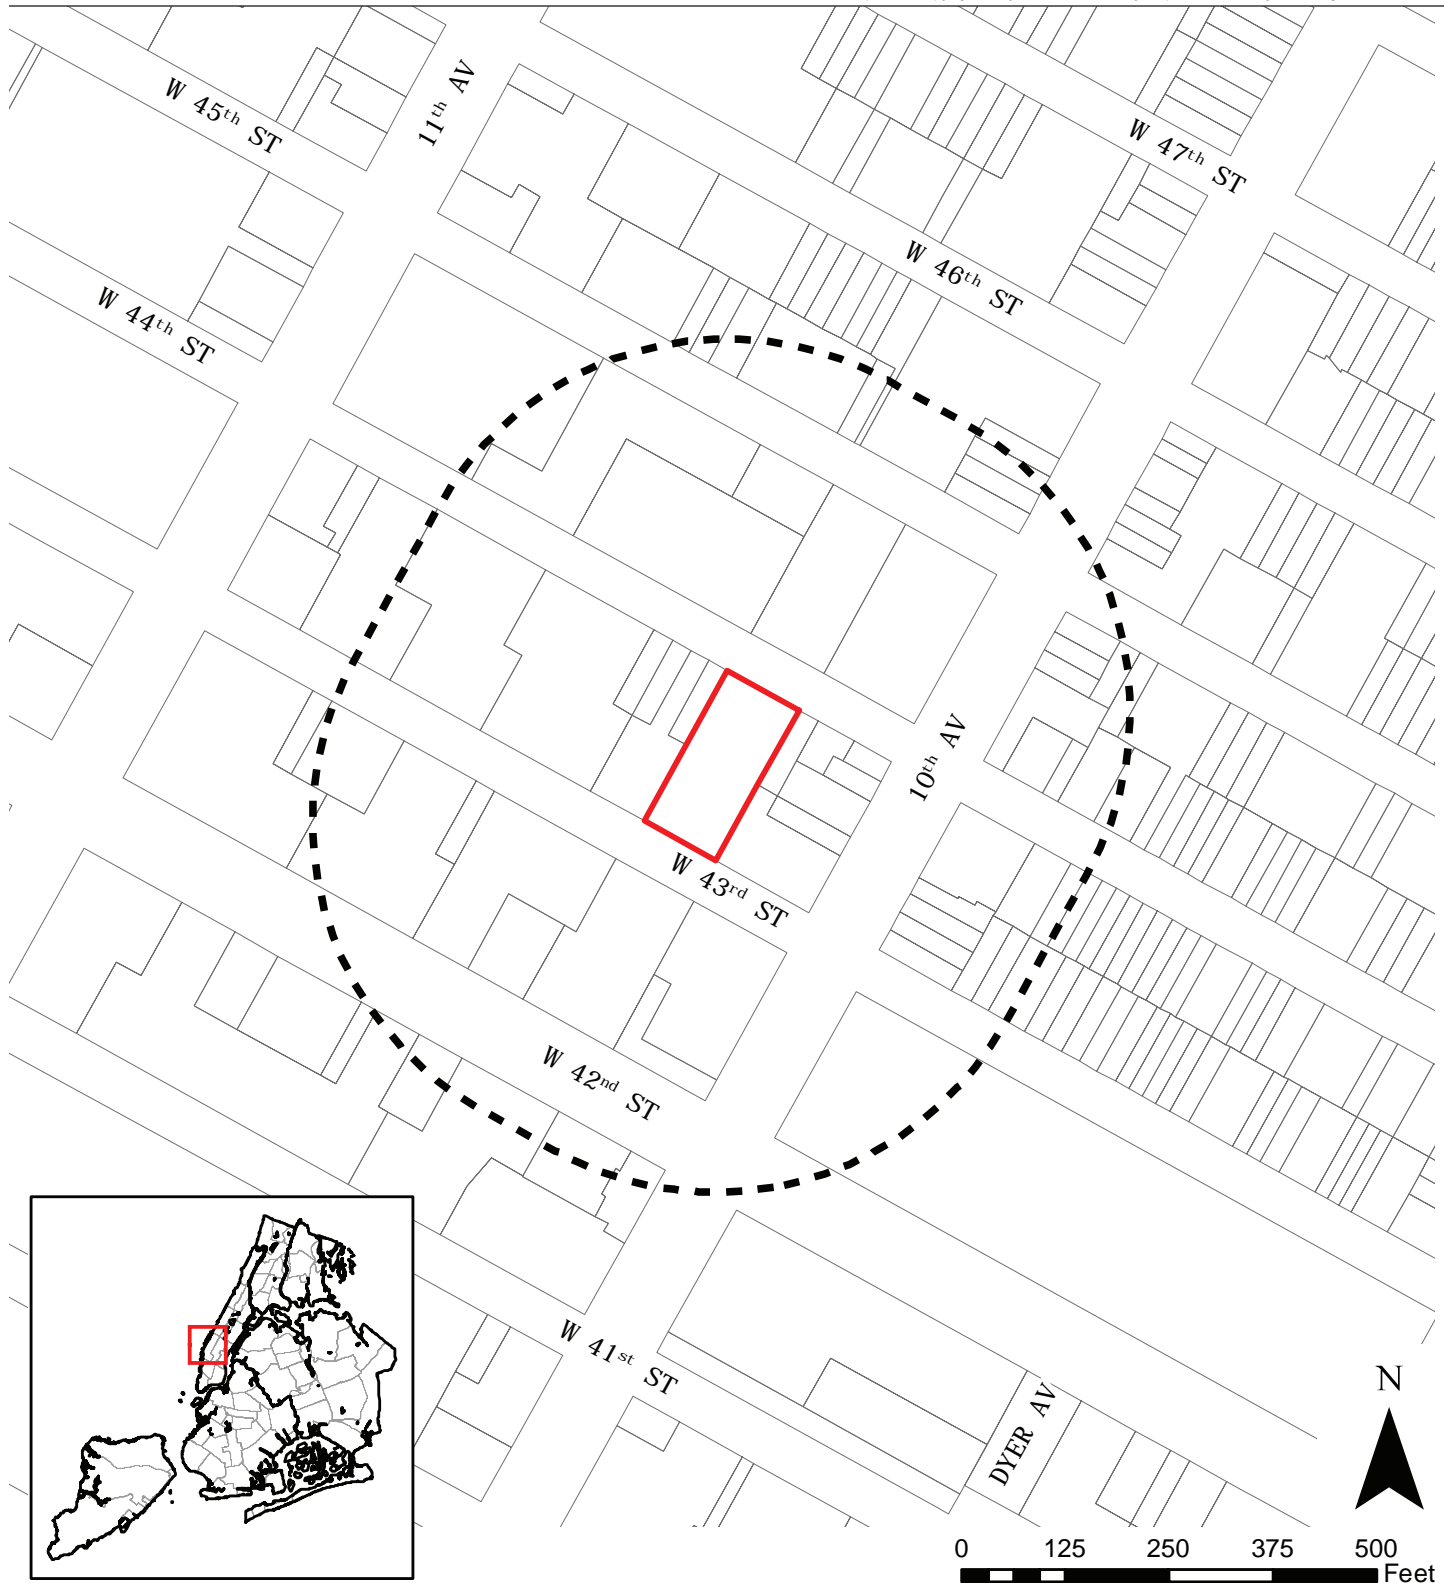 W 45th ST
11th AV
W 47th ST
W 46th ST
W 44th ST
10th AV
W 43rd ST
W 42nd ST
W 41st ST
DYER AV
N
0 125 250 375 500
Feet